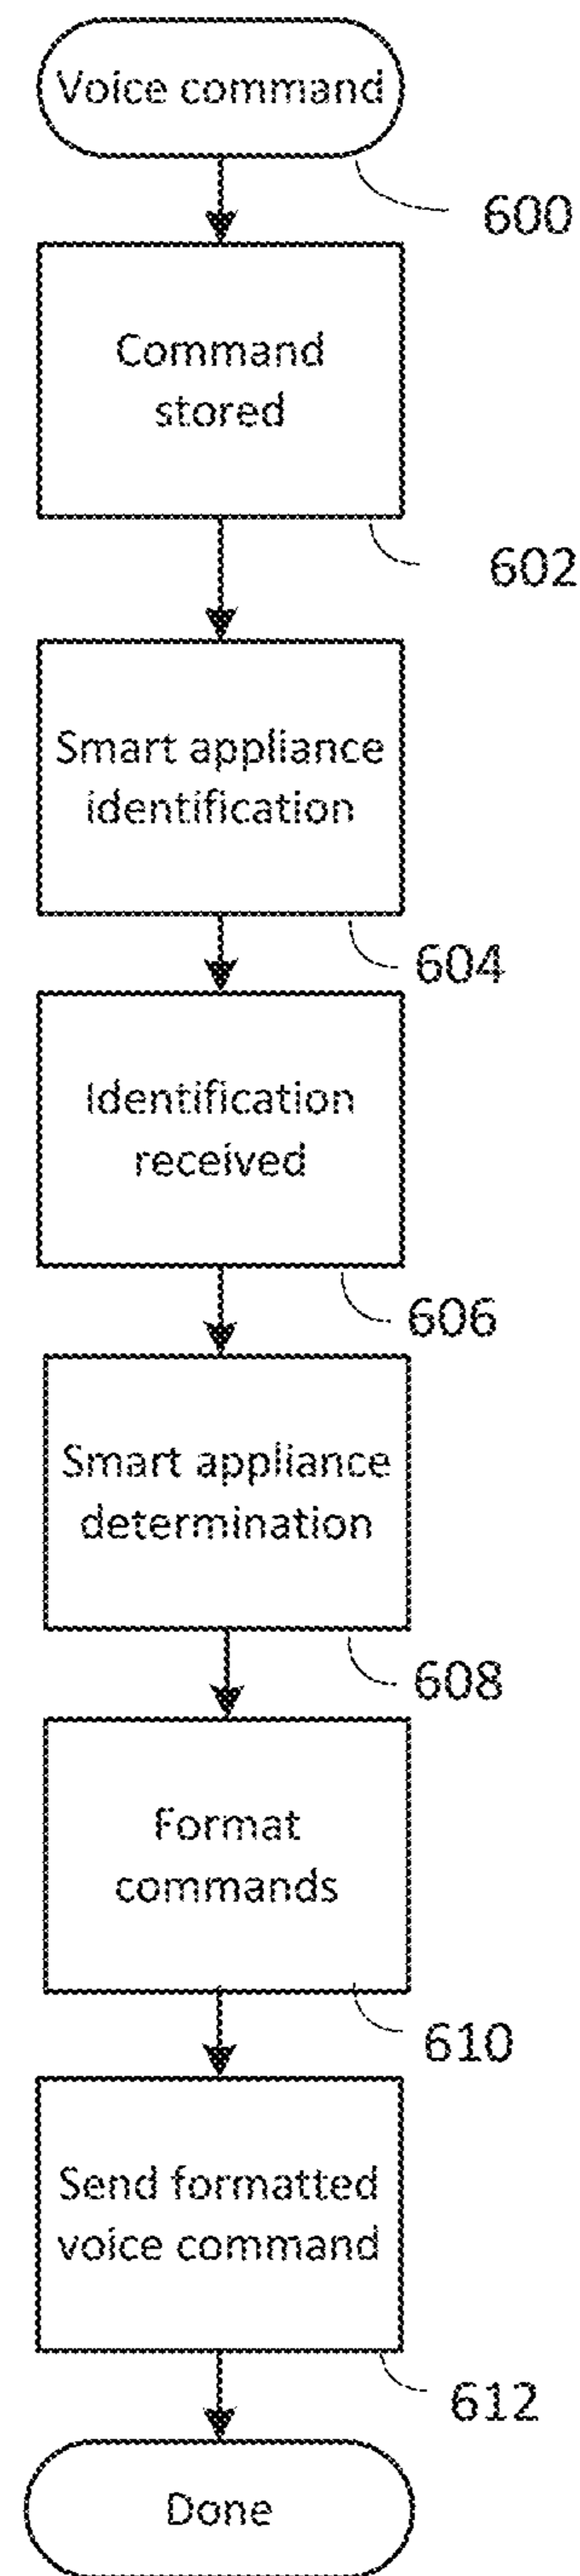 Voice command
600
Command
stored
602
Smart appliance
identification
604
Identification
received
606
Smart appliance
determination
608
Format
commands
610
Send formatted
voice command
612
Done